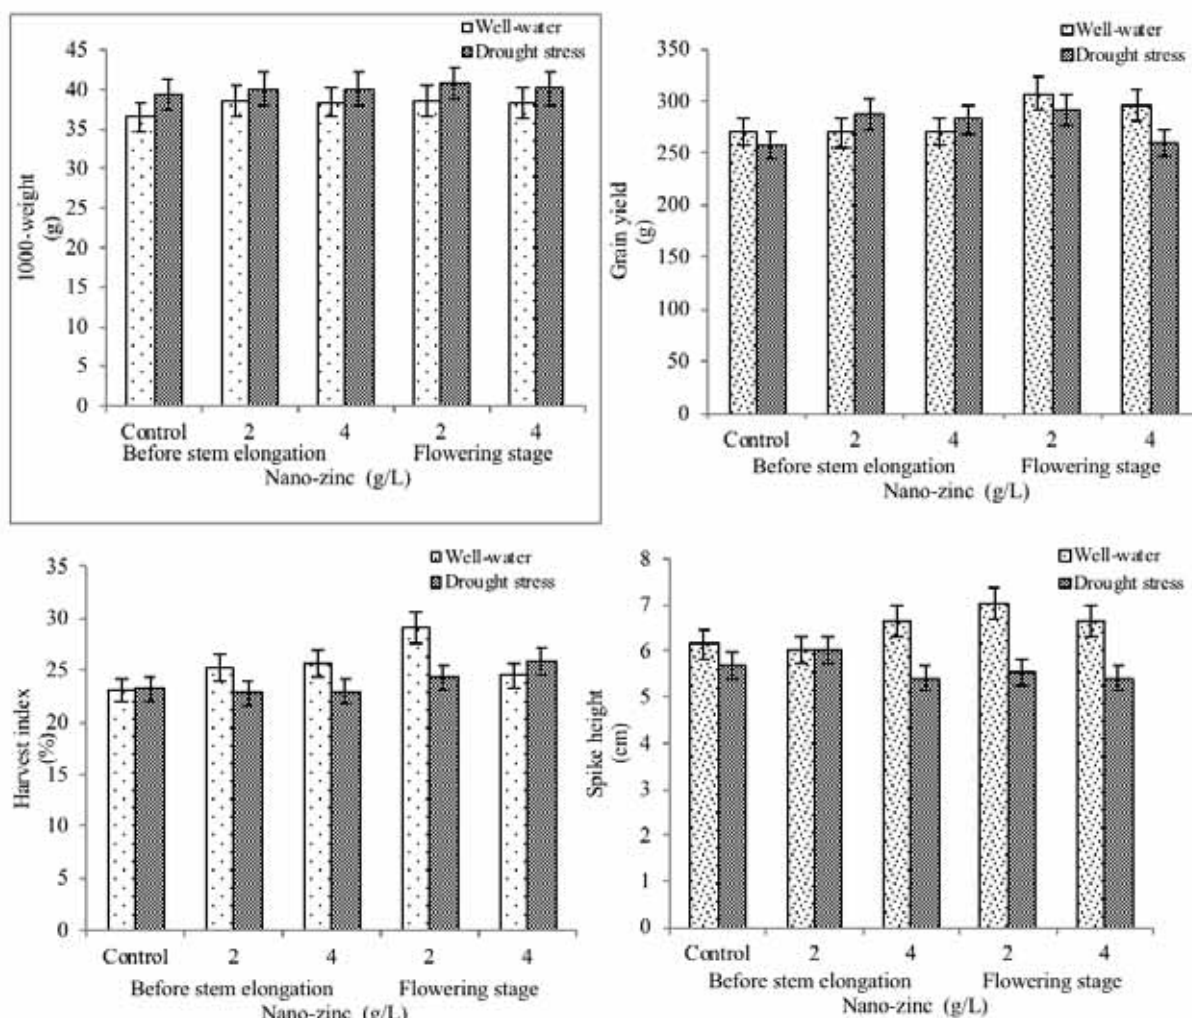 Well-water
Drought stress
45
40
35
30
25
20
15
10
5
0
1000-weight
(g)
Control 2 4 2 4
Before stem elongation Flowering stage
Nano-zinc (g/L)
Well-water
Drought stress
350
300
250
200
150
100
50
0
Grain yield
(g)
Control 2 4 2 4
Before stem elongation Flowering stage
Nano-zinc (g/L)
Well-water
Drought stress
35
30
25
20
15
10
5
0
Harvest index
(%)
Control 2 4 2 4
Before stem elongation Flowering stage
Nano-zinc (g/L)
Well-water
Drought stress
8
7
6
5
4
3
2
1
0
Spike height
(cm)
Control 2 4 2 4
Before stem elongation Flowering stage
Nano-zinc (g/L)